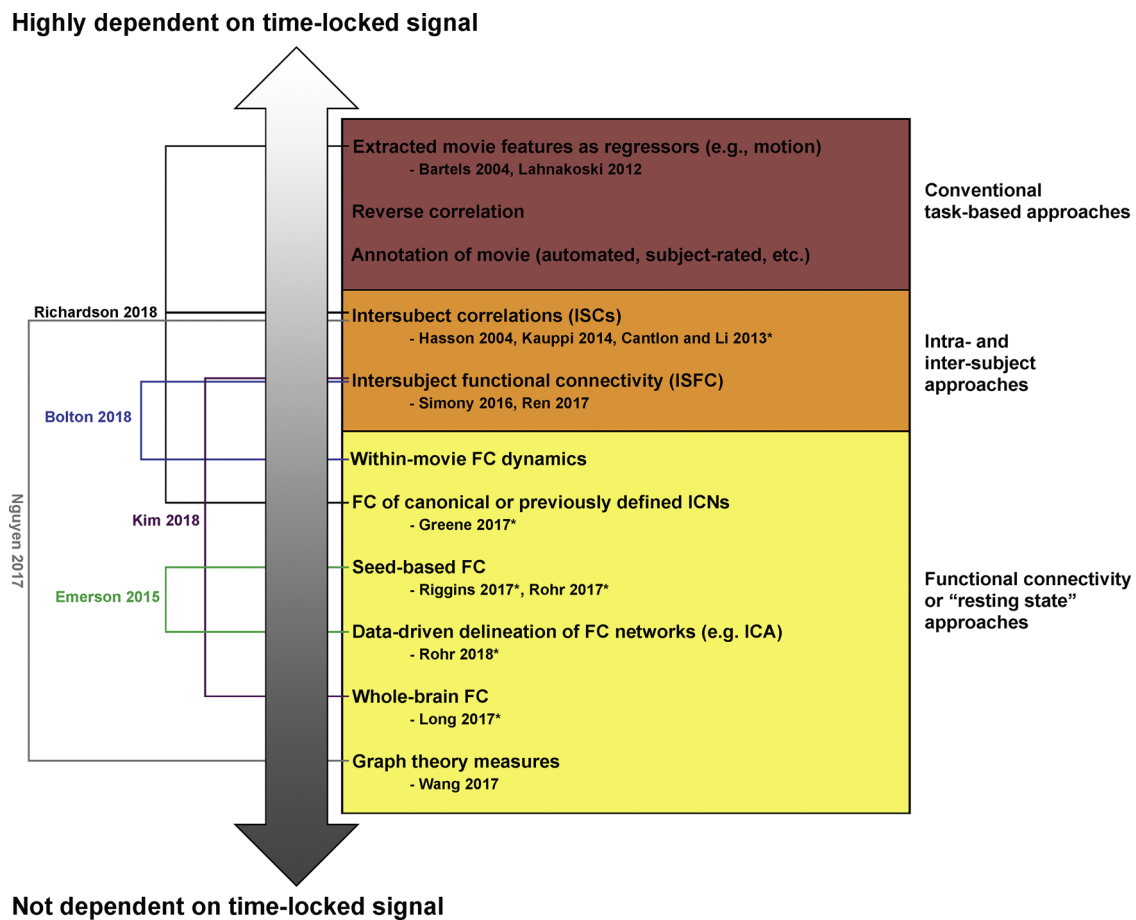 Highly dependent on time-locked signal
Extracted movie features as regressors (e.g., motion)
- Bartels 2004, Lahnakoski 2012
Reverse correlation
Annotation of movie (automated, subject-rated, etc.)
Conventional
task-based approaches
Richardson 2018
Intersubect correlations (ISCs)
- Hasson 2004, Kauppi 2014, Cantlon and Li 2013*
Intersubject functional connectivity (ISFC)
- Simony 2016, Ren 2017
Intra- and
inter-subject
approaches
Bolton 2018
Within-movie FC dynamics
FC of canonical or previously defined ICNs
- Greene 2017*
Kim 2018
Nguyen 2017
Seed-based FC
- Riggins 2017*, Rohr 2017*
Emerson 2015
Data-driven delineation of FC networks (e.g. ICA)
- Rohr 2018*
Functional connectivity
or “resting state”
approaches
Whole-brain FC
- Long 2017*
Graph theory measures
- Wang 2017
Not dependent on time-locked signal